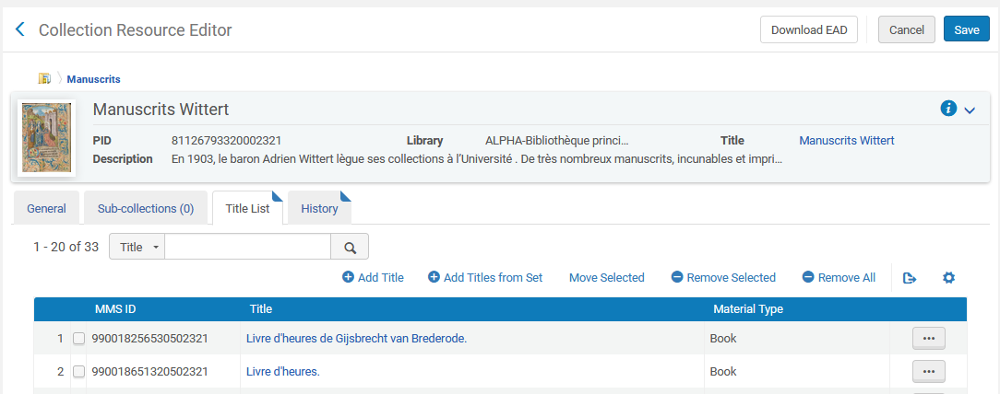 Collection Resource Editor Download EAD Cancel Save
Manuscrits
Manuscrits Wittert
PID 81126793320002321 Library ALPHA-Bibliothèque princi... Title Manuscrits Wittert
Description En 1903, le baron Adrien Wittert lègue ses collections à l'Université . De très nombreux manuscrits, incunables et impri...
General Sub-collections (0) Title List History
1 - 20 of 33 Title
Add Title Add Titles from Set Move Selected Remove Selected Remove All
MMS ID Title Material Type
1 990018256530502321 Livre d'heures de Gijsbrecht van Brederode. Book
2 990018651320502321 Livre d'heures. Book